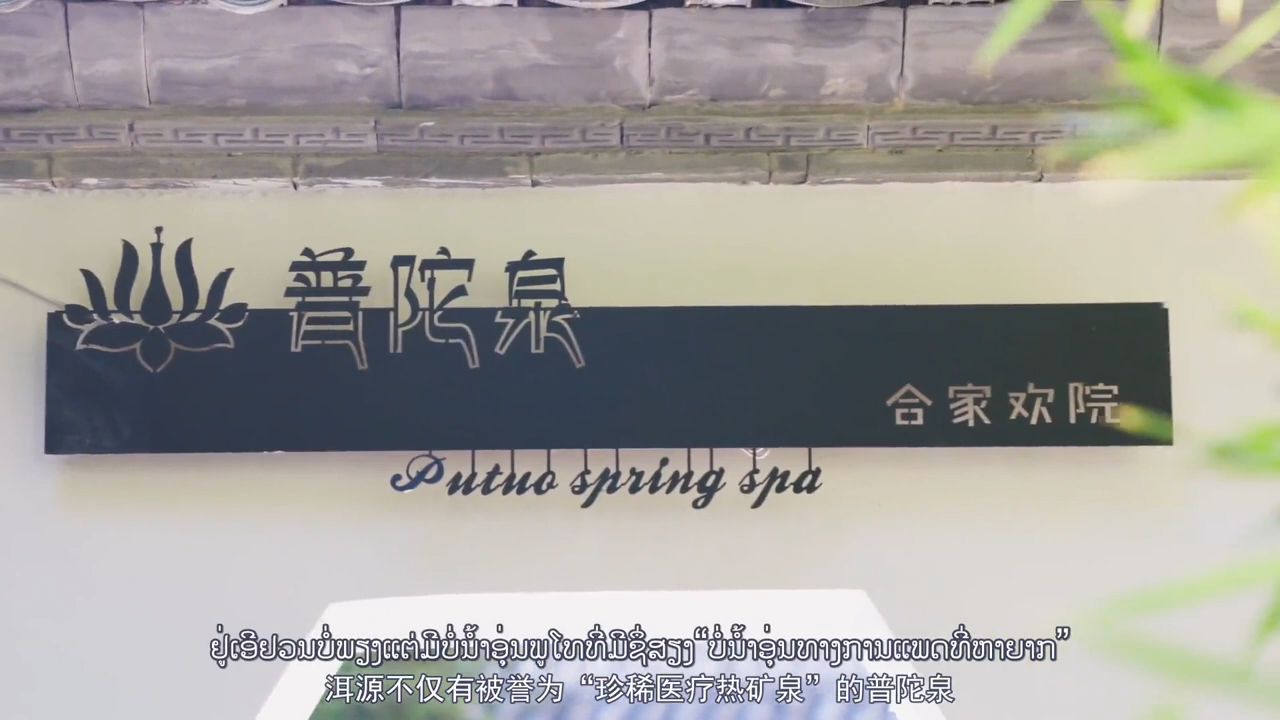 普陀泉
合家欢院
Putuo spring spa
ຢູ່ເອີຢວນບໍ່ພຽງແຕ່ມີບໍ່ນ້ຳອຸ່ນພູໂທທີ່ມີຊື່ສຽງ“ບໍ່ນ້ຳອຸ່ນທາງການແພດທີ່ຫາຍາກ”
洱源不仅有被誉为“珍稀医疗热矿泉”的普陀泉